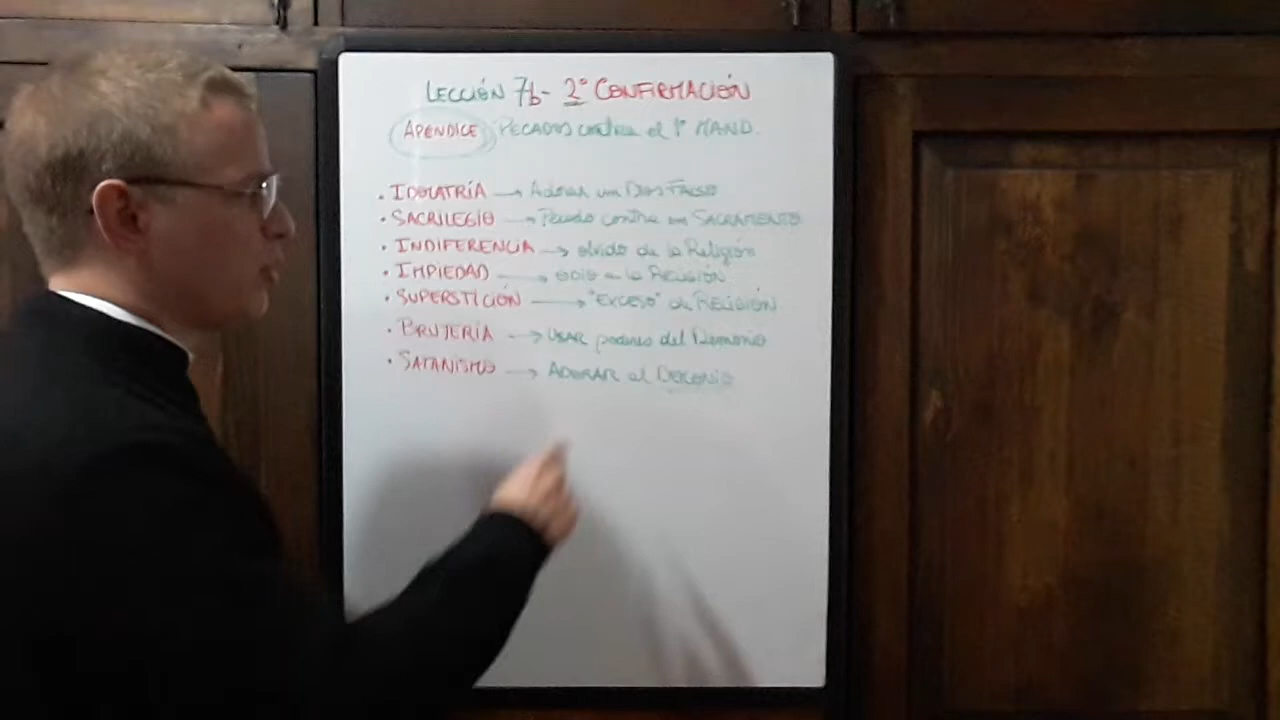 LECCIÓN 7b - 2° CONFIRMACIÓN
APENDICE PECADOS contra el 1° MAND.
• IDOLATRÍA → Adorar un Dios Falso
• SACRILEGIO → Pecado contra un SACRAMENTO
• INDIFERENCIA → olvido de la Religión
• IMPIEDAD → ODIO a la RELIGIÓN
• SUPERSTICIÓN → "EXCESO" de RELIGIÓN
• BRUJERÍA → USAR poderes del Demonio
• SATANISMO → ADORAR al DEMONIO